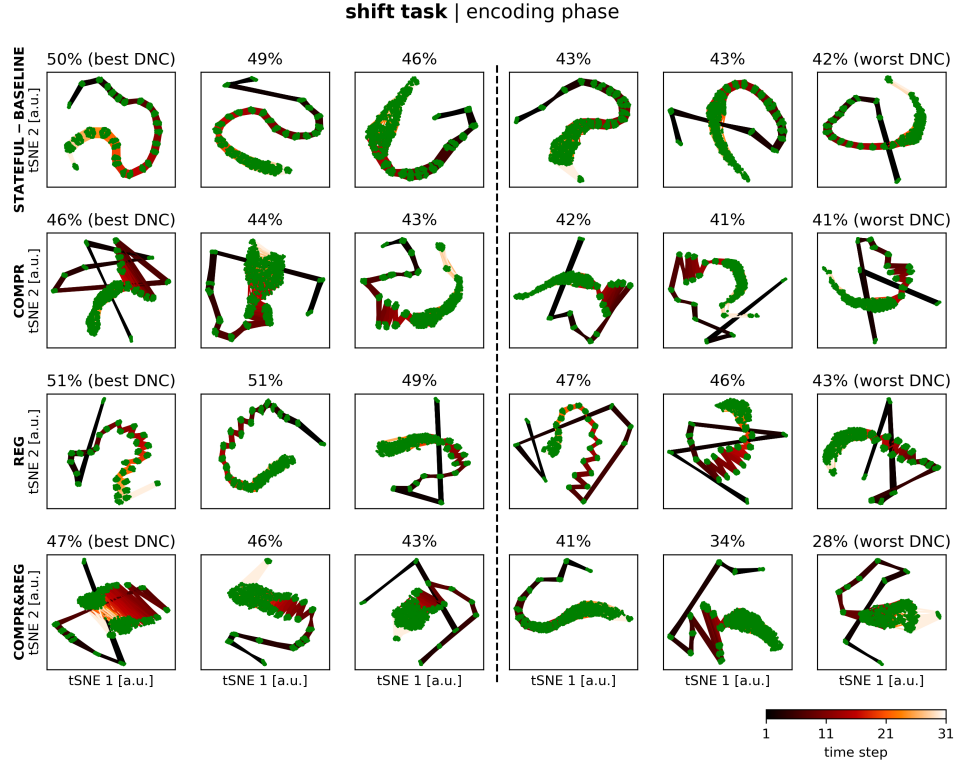 shift task | encoding phase
STATEFUL – BASELINE
tSNE 2 [a.u.]
50% (best DNC)
49%
46%
43%
43%
42% (worst DNC)
COMPR
tSNE 2 [a.u.]
46% (best DNC)
44%
43%
42%
41%
41% (worst DNC)
REG
tSNE 2 [a.u.]
51% (best DNC)
51%
49%
47%
46%
43% (worst DNC)
COMPR&REG
tSNE 2 [a.u.]
47% (best DNC)
46%
43%
41%
34%
28% (worst DNC)
tSNE 1 [a.u.]
tSNE 1 [a.u.]
tSNE 1 [a.u.]
tSNE 1 [a.u.]
tSNE 1 [a.u.]
tSNE 1 [a.u.]
1 11 21 31
time step